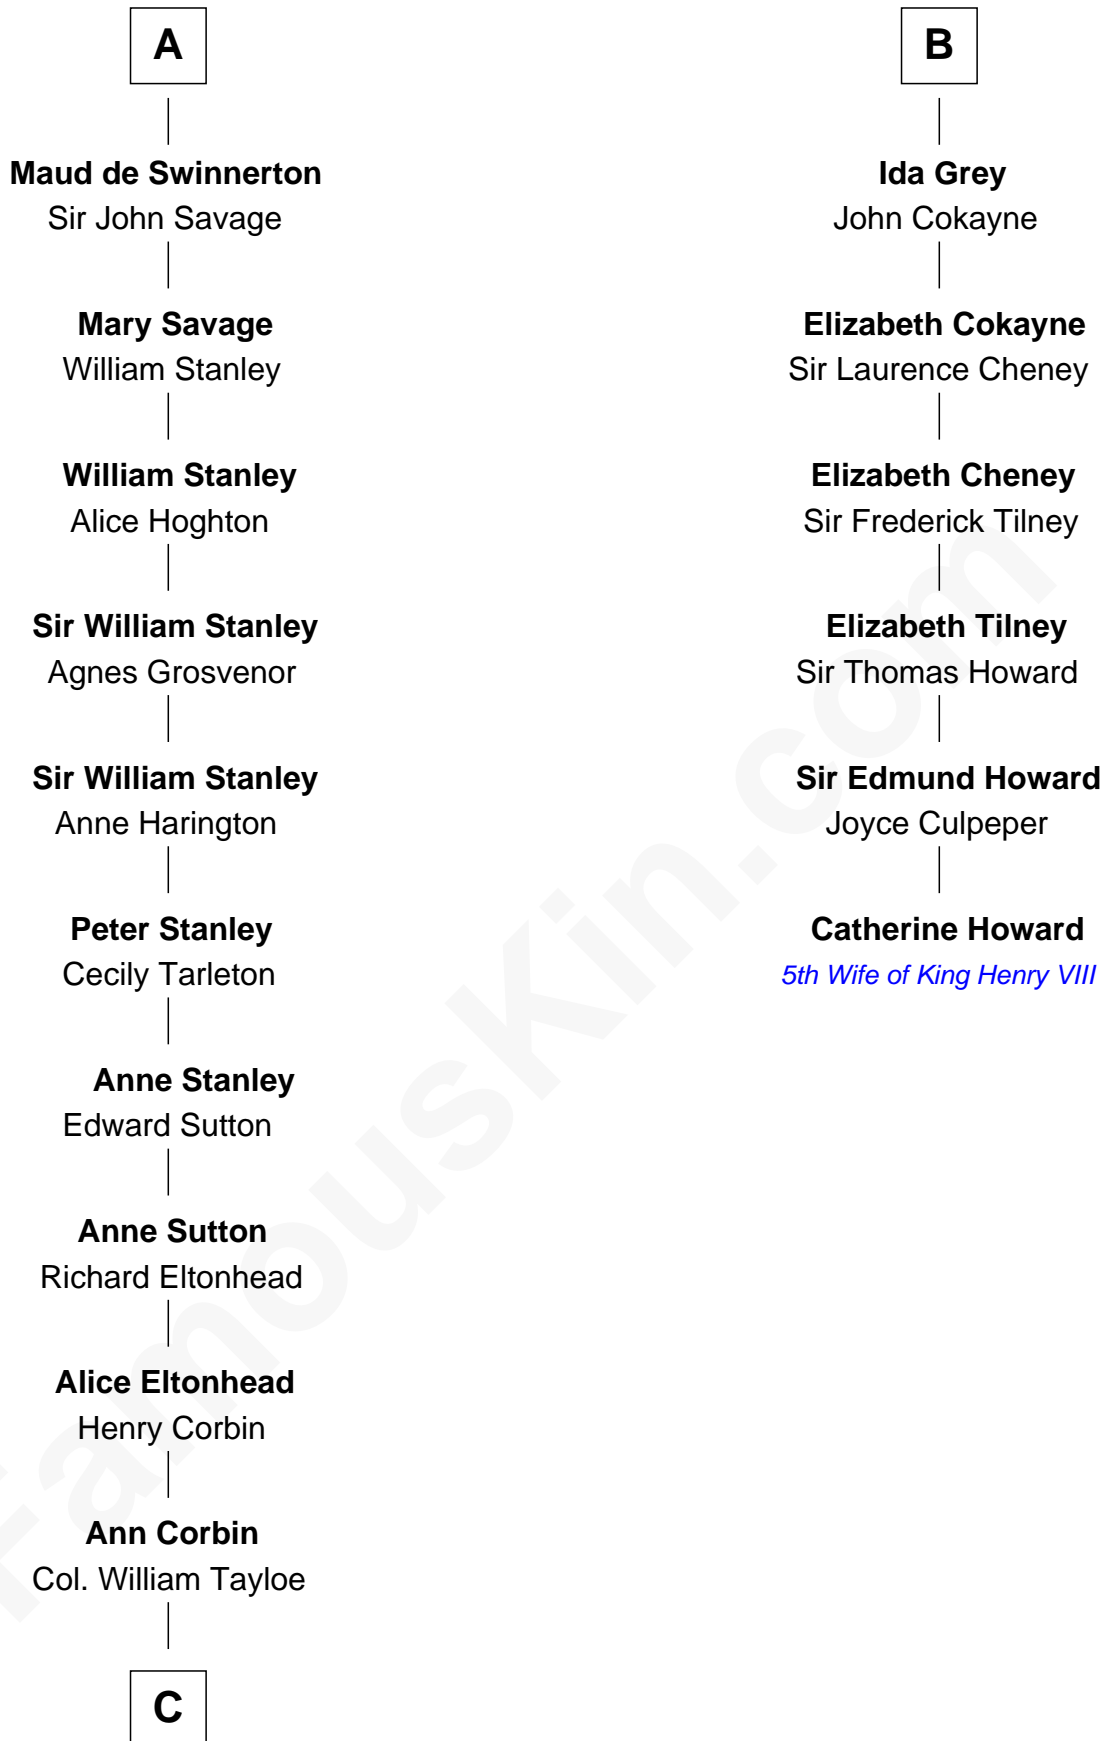 A
Maud de Swinnerton
Sir John Savage
Mary Savage
William Stanley
William Stanley
Alice Hoghton
Sir William Stanley
Agnes Grosvenor
Sir William Stanley
Anne Harington
Peter Stanley
Cecily Tarleton
Anne Stanley
Edward Sutton
Anne Sutton
Richard Eltonhead
Alice Eltonhead
Henry Corbin
Ann Corbin
Col. William Tayloe
C
B
Ida Grey
John Cokayne
Elizabeth Cokayne
Sir Laurence Cheney
Elizabeth Cheney
Sir Frederick Tilney
Elizabeth Tilney
Sir Thomas Howard
Sir Edmund Howard
Joyce Culpeper
Catherine Howard
5th Wife of King Henry VIII
FamousKin.com